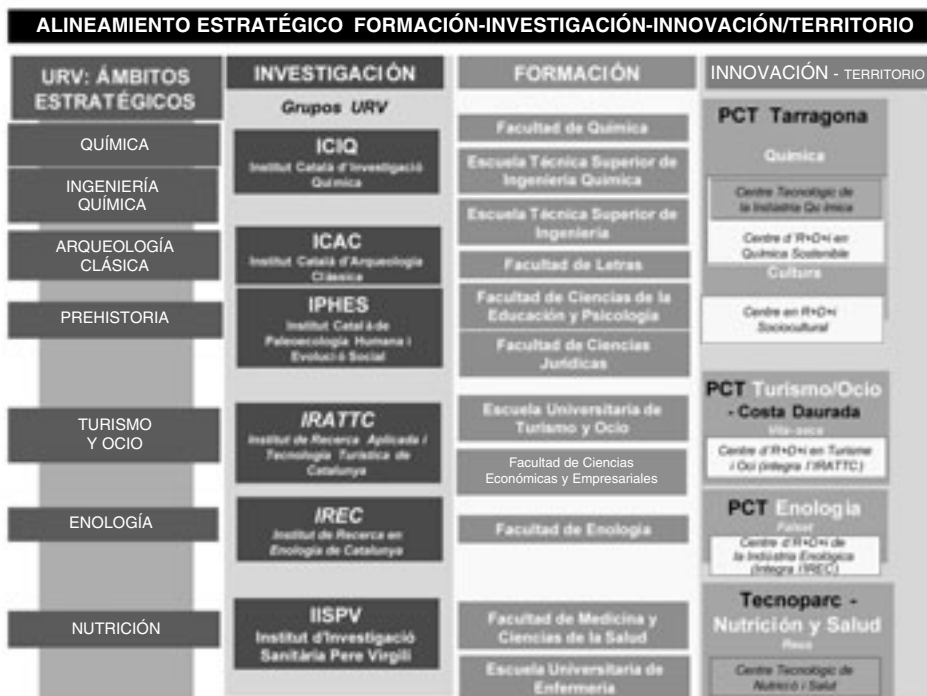 ALINEAMIENTO ESTRATÉGICO FORMACIÓN-INVESTIGACIÓN-INNOVACIÓN/TERRITORIO
URV: ÁMBITOS
ESTRATÉGICOS
QUÍMICA
INGENIERÍA
QUÍMICA
ARQUEOLOGÍA
CLÁSICA
PREHISTORIA
TURISMO
Y OCIO
ENOLOGÍA
NUTRICIÓN
INVESTIGACIÓN
Grupos URV
ICIQ
Institut Català d'Investigació
Química
ICAC
Institut Català d'Arqueologia
Clàssica
IPHES
Institut Català de
Paleoecologia Humana i
Evolució Social
IRATTC
Institut de Recerca Aplicada i
Tecnologia Turística de
Catalunya
IREC
Institut de Recerca en
Enologia de Catalunya
IISPV
Institut d'Investigació
Sanitària Pere Virgili
FORMACIÓN
Facultad de Química
Escuela Técnica Superior de
Ingeniería Química
Escuela Técnica Superior de
Ingeniería
Facultad de Letras
Facultad de Ciencias de la
Educación y Psicología
Facultad de Ciencias
Jurídicas
Escuela Universitaria de
Turismo y Ocio
Facultad de Ciencias
Económicas y Empresariales
Facultad de Enología
Facultad de Medicina y
Ciencias de la Salud
Escuela Universitaria de
Enfermería
INNOVACIÓN - TERRITORIO
PCT Tarragona
Química
Centre Tecnològic de
la Indústria Química
Centre d'R+D+i en
Química Sostenible
Cultura
Centre en R+D+i
Sociocultural
PCT Turismo/Ocio
- Costa Daurada
Vila-seca
Centre d'R+D+i en Turisme
i Oci (integra l'IRATTC)
PCT Enología
Falset
Centre d'R+D+i de
la Indústria Enològica
(Integra l'IREC)
Tecnoparc -
Nutrición y Salud
Reus
Centre Tecnològic de
Nutrició i Salut